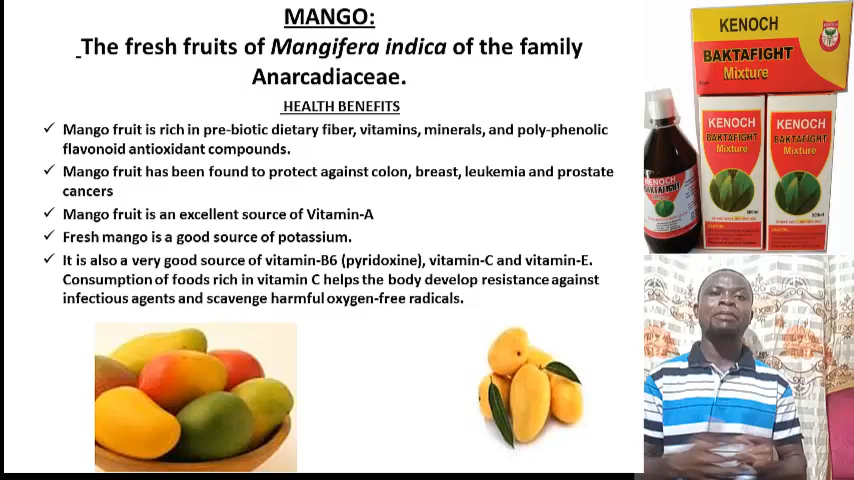 MANGO:
The fresh fruits of Mangifera indica of the family
Anarcadiaceae.
HEALTH BENEFITS
✓ Mango fruit is rich in pre-biotic dietary fiber, vitamins, minerals, and poly-phenolic
flavonoid antioxidant compounds.
✓ Mango fruit has been found to protect against colon, breast, leukemia and prostate
cancers
✓ Mango fruit is an excellent source of Vitamin-A
✓ Fresh mango is a good source of potassium.
✓ It is also a very good source of vitamin-B6 (pyridoxine), vitamin-C and vitamin-E.
Consumption of foods rich in vitamin C helps the body develop resistance against
infectious agents and scavenge harmful oxygen-free radicals.
KENOCH
BAKTAFIGHT
Mixture
KENOCH
BAKTAFIGHT
Mixture
KENOCH
BAKTAFIGHT
Mixture
KENOCH
BAKTAFIGHT